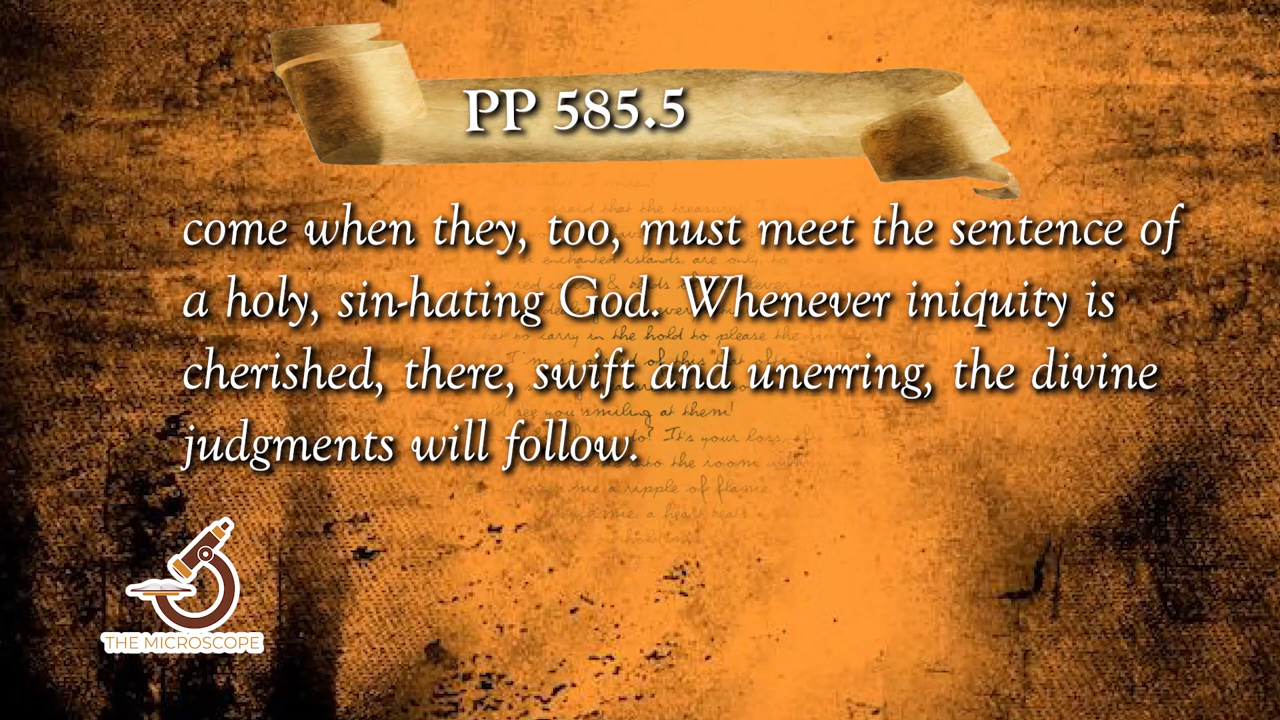 PP 585.5
come when they, too, must meet the sentence of
a holy, sin-hating God. Whenever iniquity is
cherished, there, swift and unerring, the divine
judgments will follow.
THE MICROSCOPE